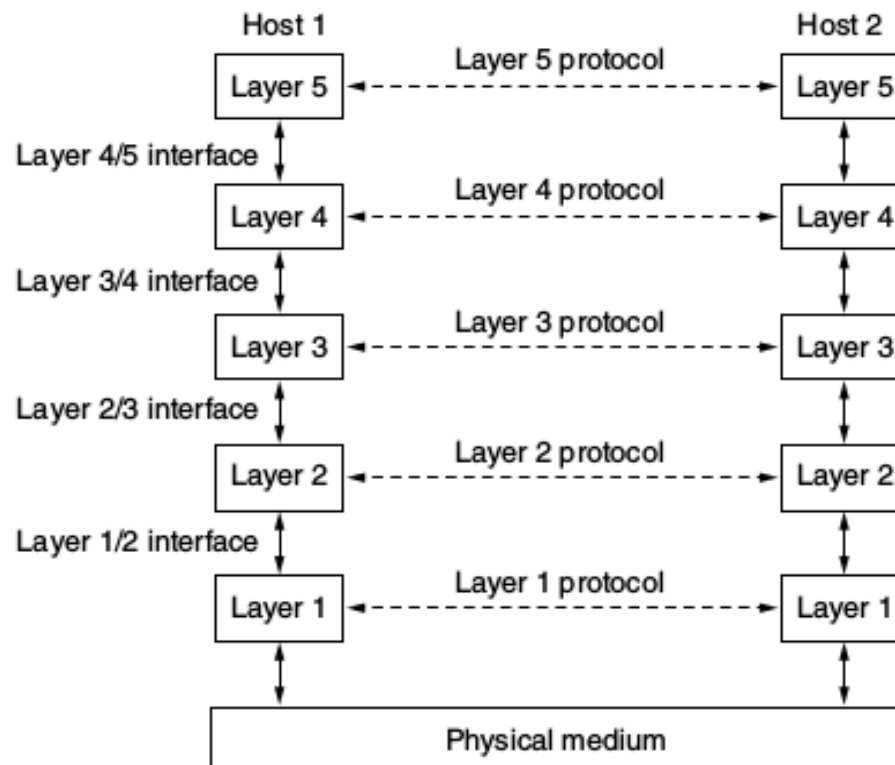 Host 1 Host 2
Layer 5 Layer 5 protocol Layer 5
Layer 4/5 interface
Layer 4 Layer 4 protocol Layer 4
Layer 3/4 interface
Layer 3 Layer 3 protocol Layer 3
Layer 2/3 interface
Layer 2 Layer 2 protocol Layer 2
Layer 1/2 interface
Layer 1 Layer 1 protocol Layer 1
Physical medium